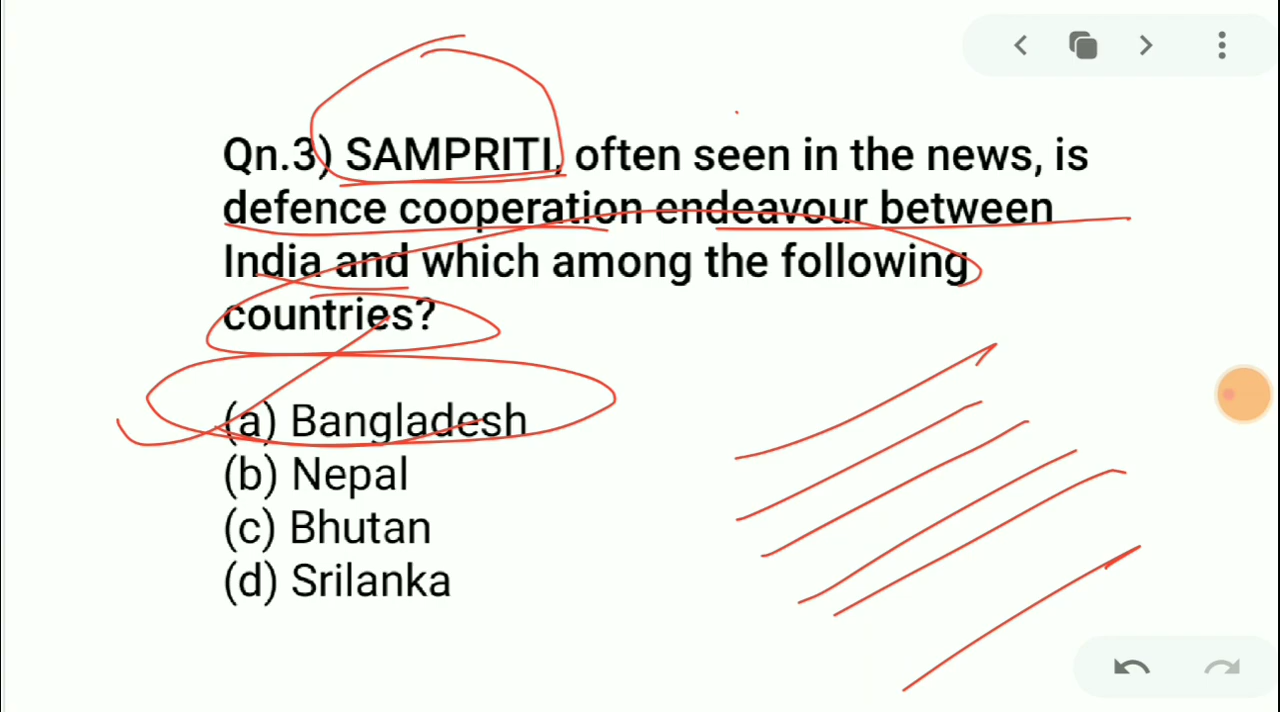 Qn.3) SAMPRITI, often seen in the news, is
defence cooperation endeavour between
India and which among the following
countries?
(a) Bangladesh
(b) Nepal
(c) Bhutan
(d) Srilanka